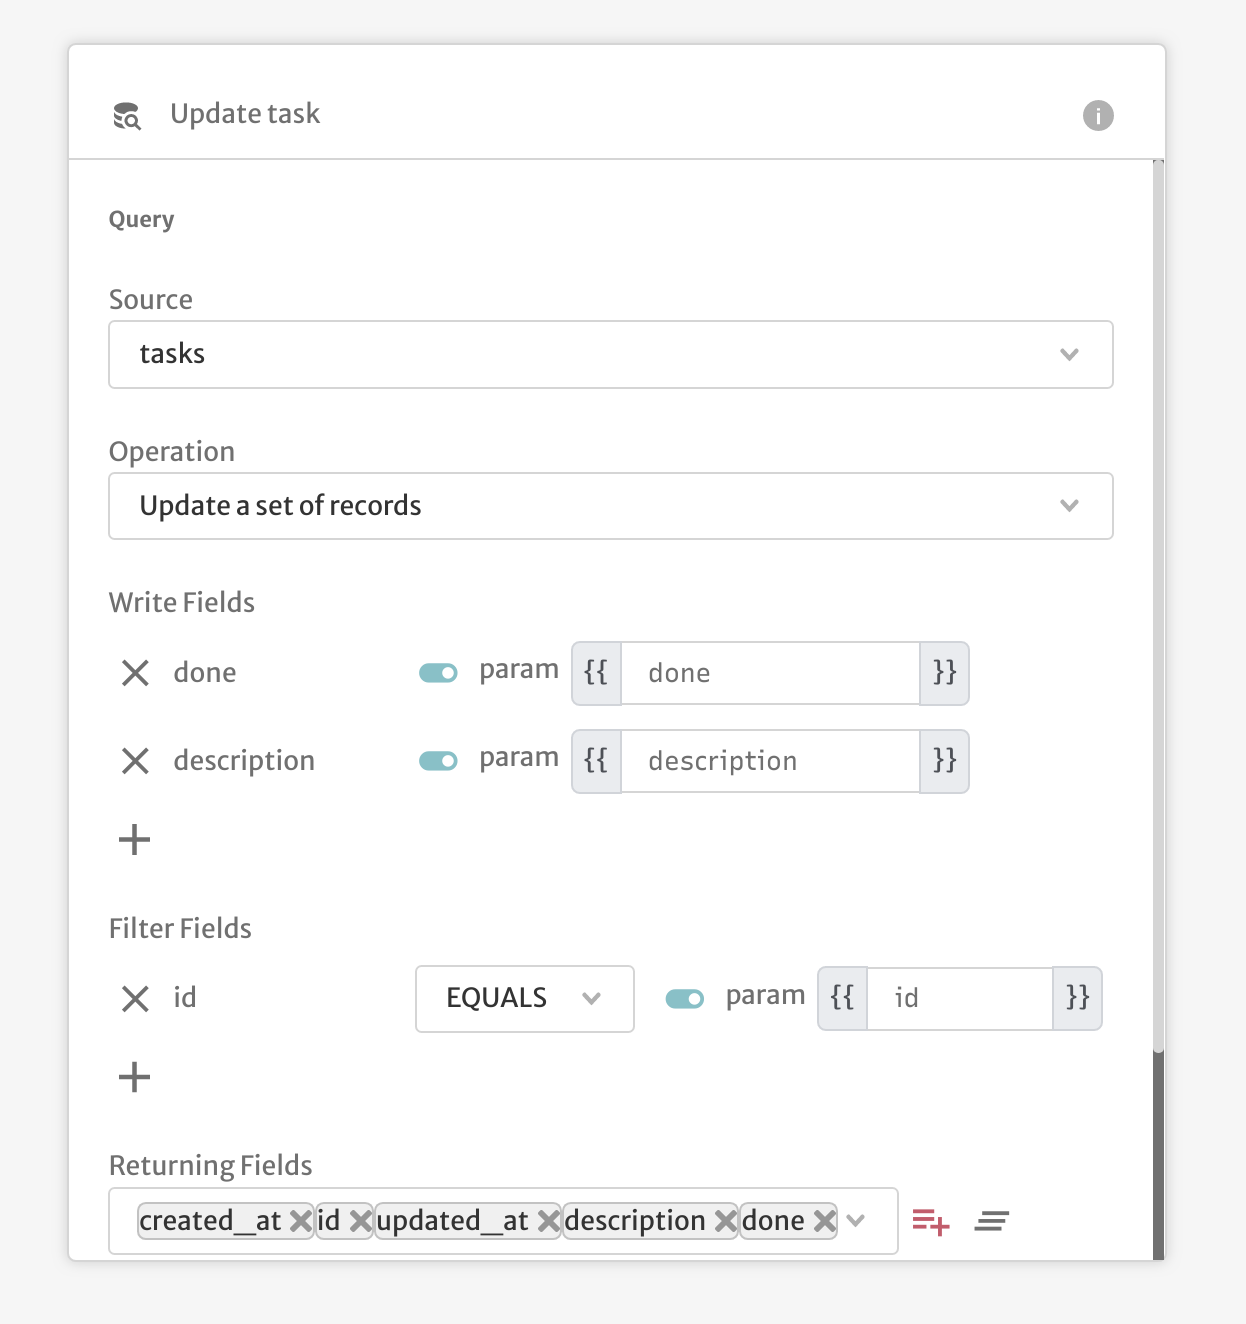 Update task
i
Query
Source
tasks
Operation
Update a set of records
Write Fields
done param {{ done }}
description param {{ description }}
Filter Fields
id EQUALS param {{ id }}
Returning Fields
created_at id updated_at description done